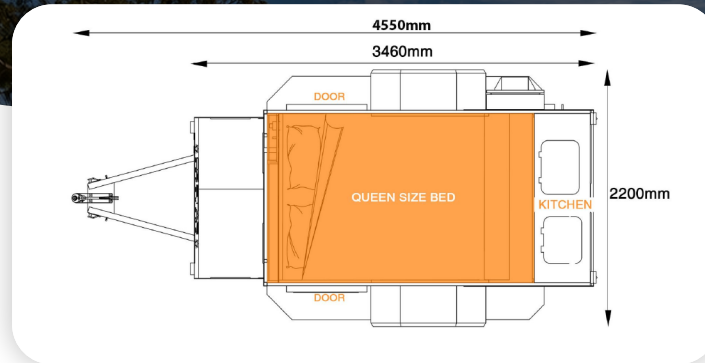 4550mm
3460mm
DOOR
QUEEN SIZE BED
KITCHEN
2200mm
DOOR